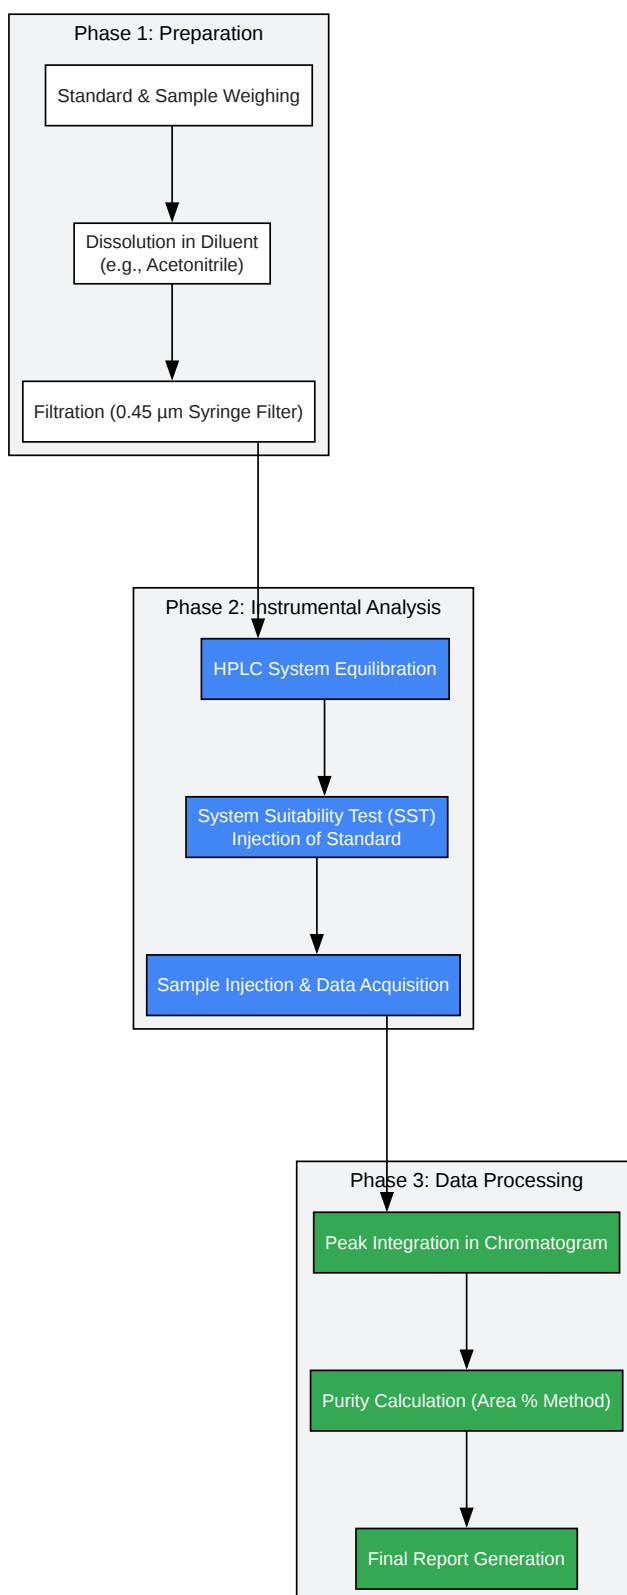 Phase 1: Preparation
Standard & Sample Weighing
Dissolution in Diluent
(e.g., Acetonitrile)
Filtration (0.45 µm Syringe Filter)
Phase 2: Instrumental Analysis
HPLC System Equilibration
System Suitability Test (SST)
Injection of Standard
Sample Injection & Data Acquisition
Phase 3: Data Processing
Peak Integration in Chromatogram
Purity Calculation (Area % Method)
Final Report Generation